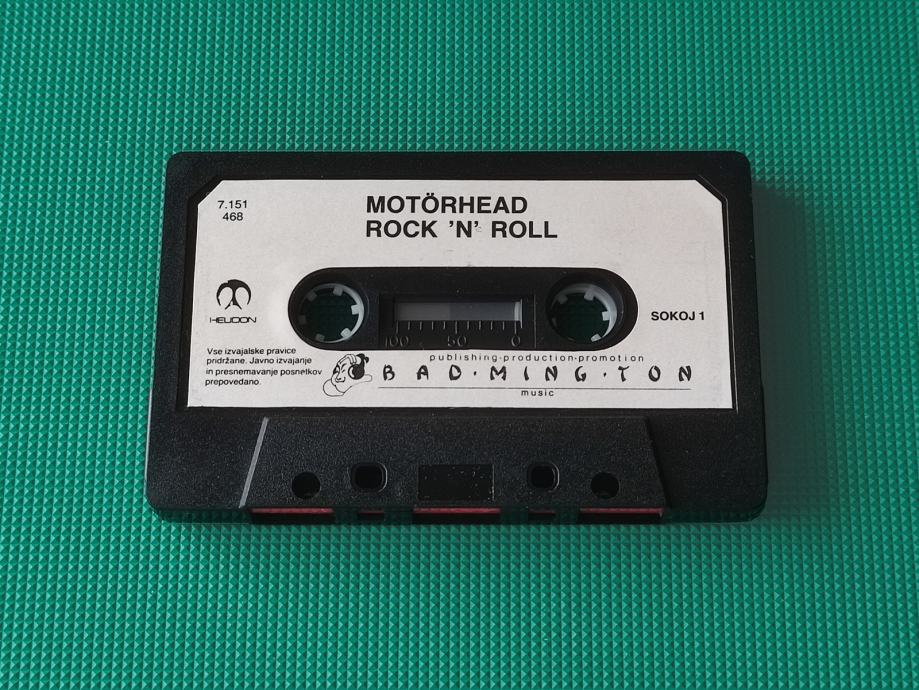 7.151
468
MOTÖRHEAD
ROCK 'N' ROLL
HELIDON
SOKOJ 1
100 50 0
Vse izvajalske pravice
pridržane. Javno izvajanje
in presnemavanje posnetkov
prepovedano.
publishing·production·promotion
BAD·MING·TON
music